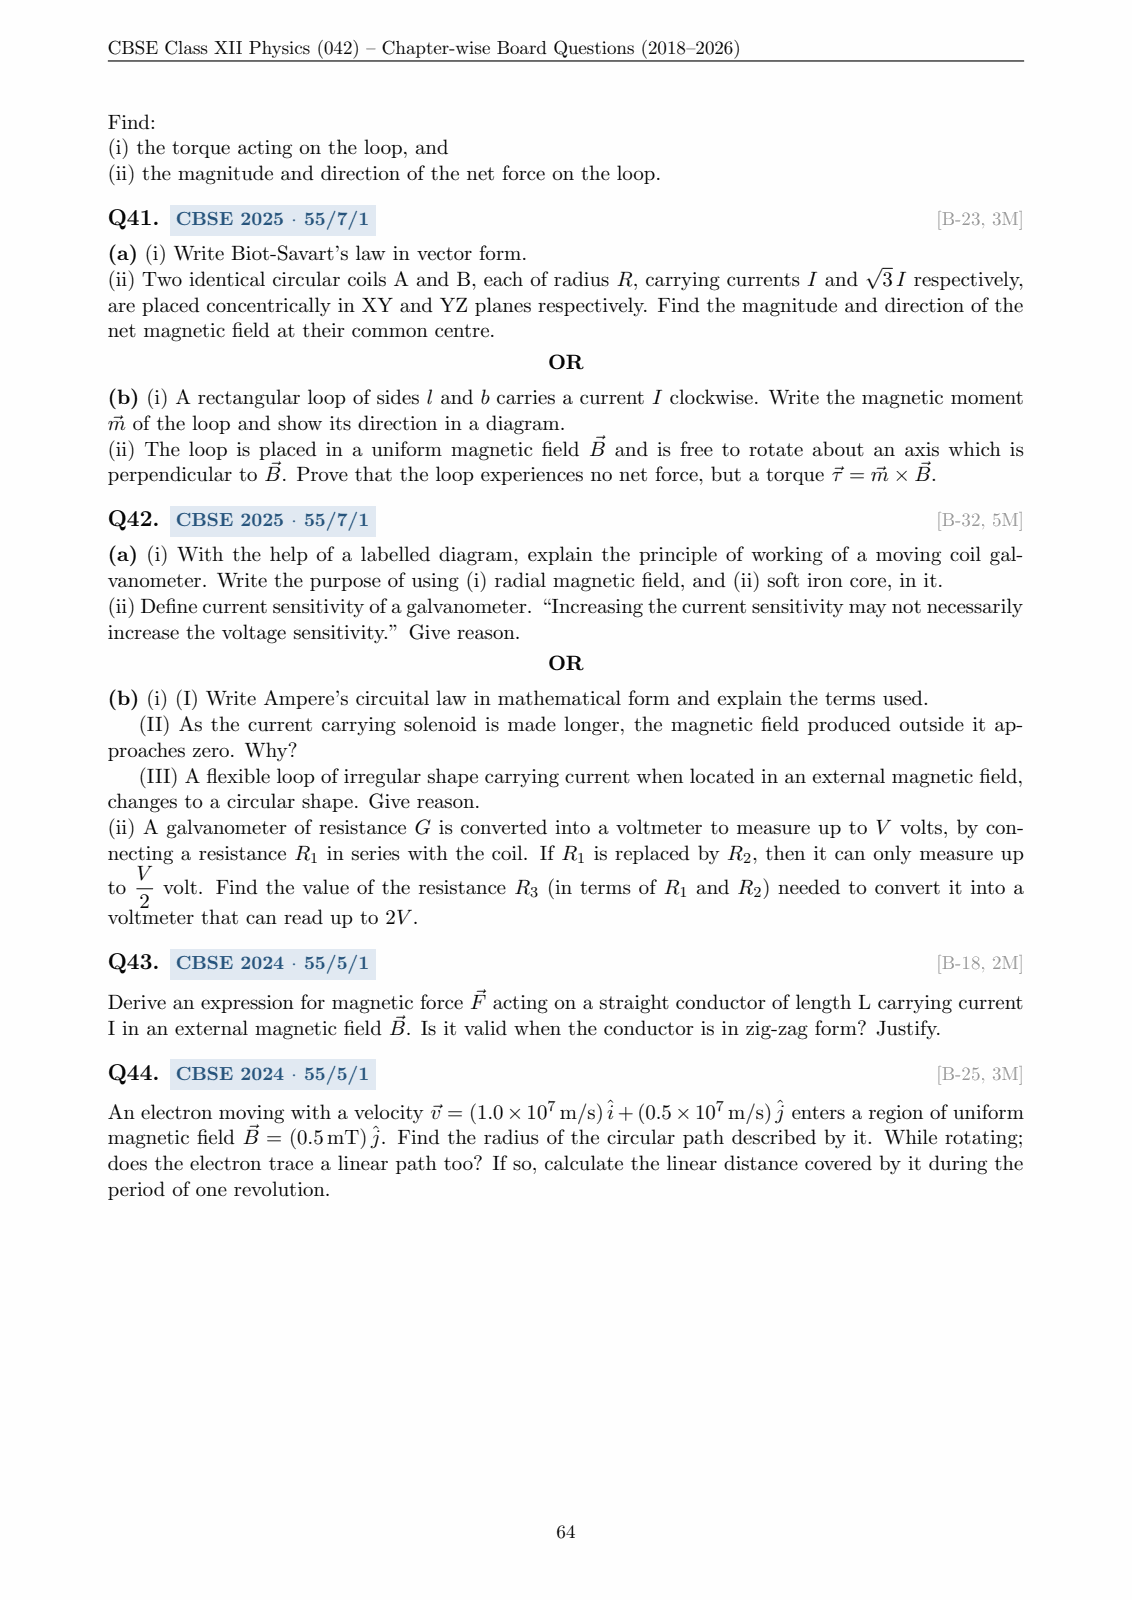 CBSE Class XII Physics (042) – Chapter-wise Board Questions (2018–2026)
Find:
(i) the torque acting on the loop, and
(ii) the magnitude and direction of the net force on the loop.
Q41. CBSE 2025 · 55/7/1 [B-23, 3M]
(a) (i) Write Biot-Savart's law in vector form.
(ii) Two identical circular coils A and B, each of radius R, carrying currents I and √3 I respectively,
are placed concentrically in XY and YZ planes respectively. Find the magnitude and direction of the
net magnetic field at their common centre.
OR
(b) (i) A rectangular loop of sides l and b carries a current I clockwise. Write the magnetic moment
m⃗ of the loop and show its direction in a diagram.
(ii) The loop is placed in a uniform magnetic field B⃗ and is free to rotate about an axis which is
perpendicular to B⃗. Prove that the loop experiences no net force, but a torque τ⃗ = m⃗ × B⃗.
Q42. CBSE 2025 · 55/7/1 [B-32, 5M]
(a) (i) With the help of a labelled diagram, explain the principle of working of a moving coil gal-
vanometer. Write the purpose of using (i) radial magnetic field, and (ii) soft iron core, in it.
(ii) Define current sensitivity of a galvanometer. “Increasing the current sensitivity may not necessarily
increase the voltage sensitivity.” Give reason.
OR
(b) (i) (I) Write Ampere's circuital law in mathematical form and explain the terms used.
(II) As the current carrying solenoid is made longer, the magnetic field produced outside it ap-
proaches zero. Why?
(III) A flexible loop of irregular shape carrying current when located in an external magnetic field,
changes to a circular shape. Give reason.
(ii) A galvanometer of resistance G is converted into a voltmeter to measure up to V volts, by con-
necting a resistance R₁ in series with the coil. If R₁ is replaced by R₂, then it can only measure up
to V/2 volt. Find the value of the resistance R₃ (in terms of R₁ and R₂) needed to convert it into a
voltmeter that can read up to 2V.
Q43. CBSE 2024 · 55/5/1 [B-18, 2M]
Derive an expression for magnetic force F⃗ acting on a straight conductor of length L carrying current
I in an external magnetic field B⃗. Is it valid when the conductor is in zig-zag form? Justify.
Q44. CBSE 2024 · 55/5/1 [B-25, 3M]
An electron moving with a velocity v⃗ = (1.0 × 10⁷ m/s) î + (0.5 × 10⁷ m/s) ĵ enters a region of uniform
magnetic field B⃗ = (0.5 mT) ĵ. Find the radius of the circular path described by it. While rotating;
does the electron trace a linear path too? If so, calculate the linear distance covered by it during the
period of one revolution.
64